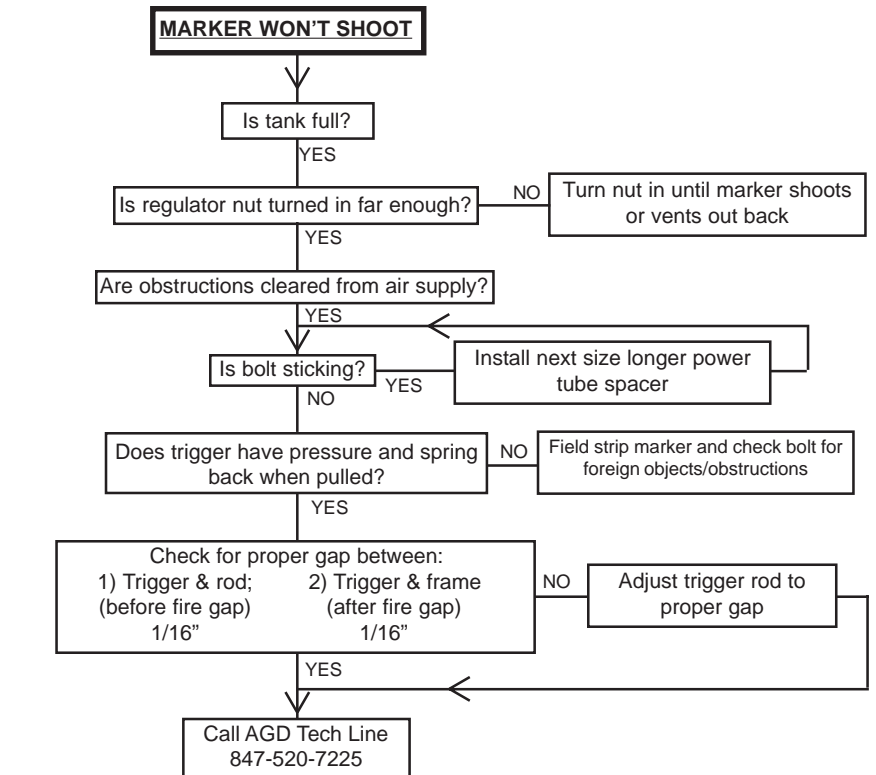 MARKER WON'T SHOOT
Is tank full?
YES
Is regulator nut turned in far enough?
NO
Turn nut in until marker shoots
or vents out back
YES
Are obstructions cleared from air supply?
YES
Is bolt sticking?
YES
Install next size longer power
tube spacer
NO
Does trigger have pressure and spring
back when pulled?
NO
Field strip marker and check bolt for
foreign objects/obstructions
YES
Check for proper gap between:
1) Trigger & rod; 2) Trigger & frame
(before fire gap) (after fire gap)
1/16” 1/16”
NO
Adjust trigger rod to
proper gap
YES
Call AGD Tech Line
847-520-7225